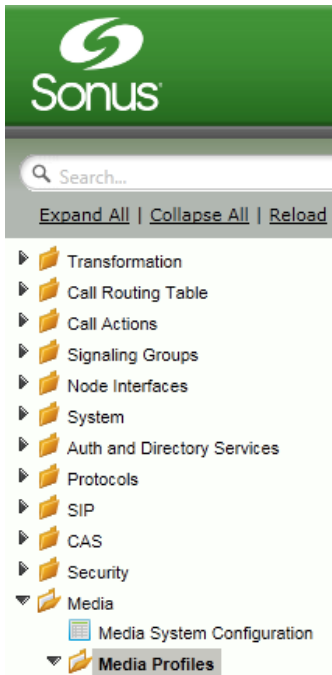 Sonus
Search...
Expand All | Collapse All | Reload
Transformation
Call Routing Table
Call Actions
Signaling Groups
Node Interfaces
System
Auth and Directory Services
Protocols
SIP
CAS
Security
Media
Media System Configuration
Media Profiles